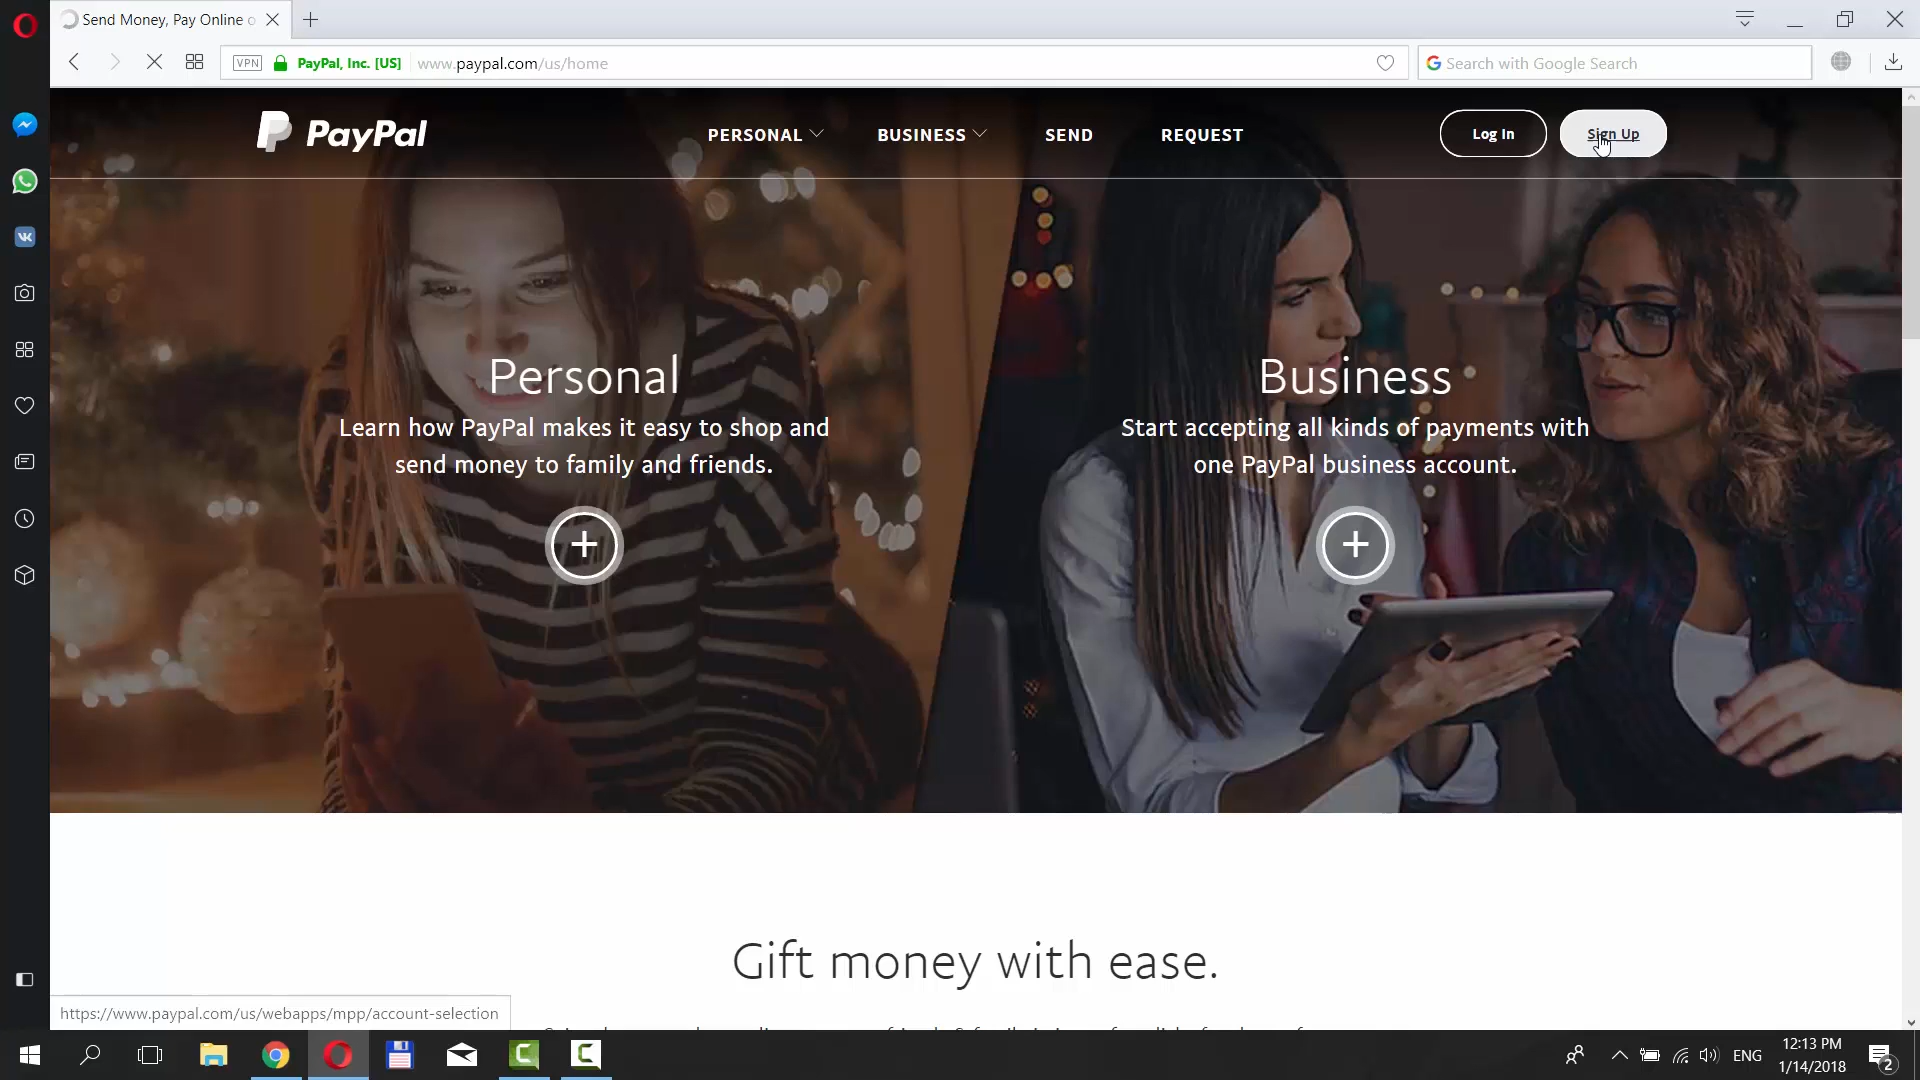 Send Money, Pay Online o
VPN
PayPal, Inc. [US]
www.paypal.com/us/home
Search with Google Search
PayPal
PERSONAL
BUSINESS
SEND
REQUEST
Log In
Sign Up
Personal
Learn how PayPal makes it easy to shop and
send money to family and friends.
Business
Start accepting all kinds of payments with
one PayPal business account.
Gift money with ease.
https://www.paypal.com/us/webapps/mpp/account-selection
ENG
12:13 PM
1/14/2018
2